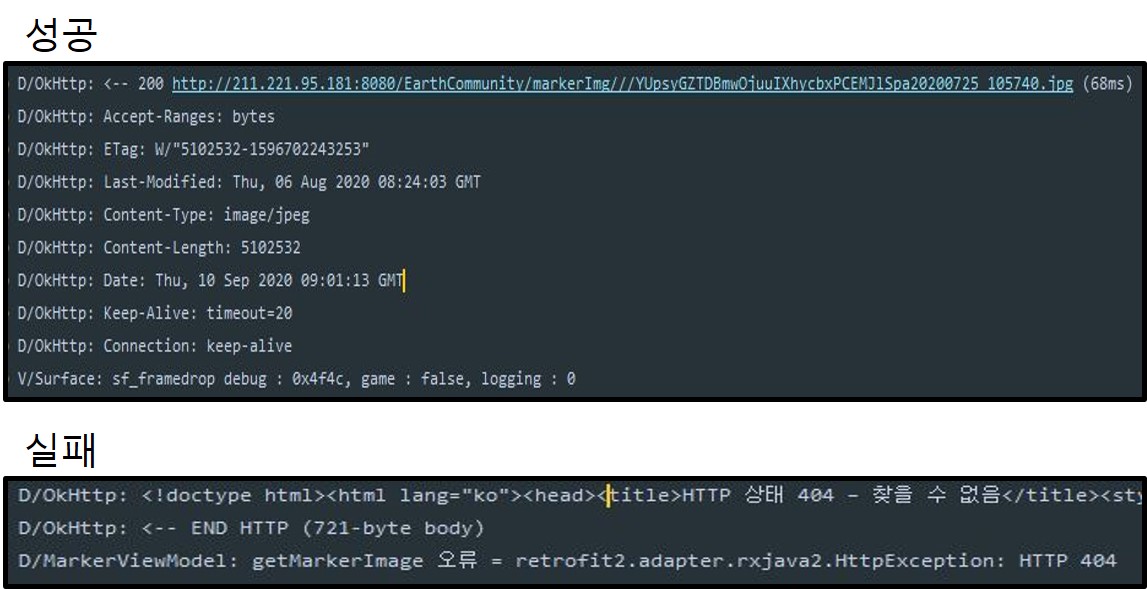 성공
D/OkHttp: <-- 200 http://211.221.95.181:8080/EarthCommunity/markerImg///YUpsyGZTDBmwOjuuIXhycbxPCEMJlSpa20200725_105740.jpg (68ms)
D/OkHttp: Accept-Ranges: bytes
D/OkHttp: ETag: W/"5102532-1596702243253"
D/OkHttp: Last-Modified: Thu, 06 Aug 2020 08:24:03 GMT
D/OkHttp: Content-Type: image/jpeg
D/OkHttp: Content-Length: 5102532
D/OkHttp: Date: Thu, 10 Sep 2020 09:01:13 GMT
D/OkHttp: Keep-Alive: timeout=20
D/OkHttp: Connection: keep-alive
V/Surface: sf_framedrop debug : 0x4f4c, game : false, logging : 0
실패
D/OkHttp: <!doctype html><html lang="ko"><head><title>HTTP 상태 404 – 찾을 수 없음</title><sty
D/OkHttp: <-- END HTTP (721-byte body)
D/MarkerViewModel: getMarkerImage 오류 = retrofit2.adapter.rxjava2.HttpException: HTTP 404